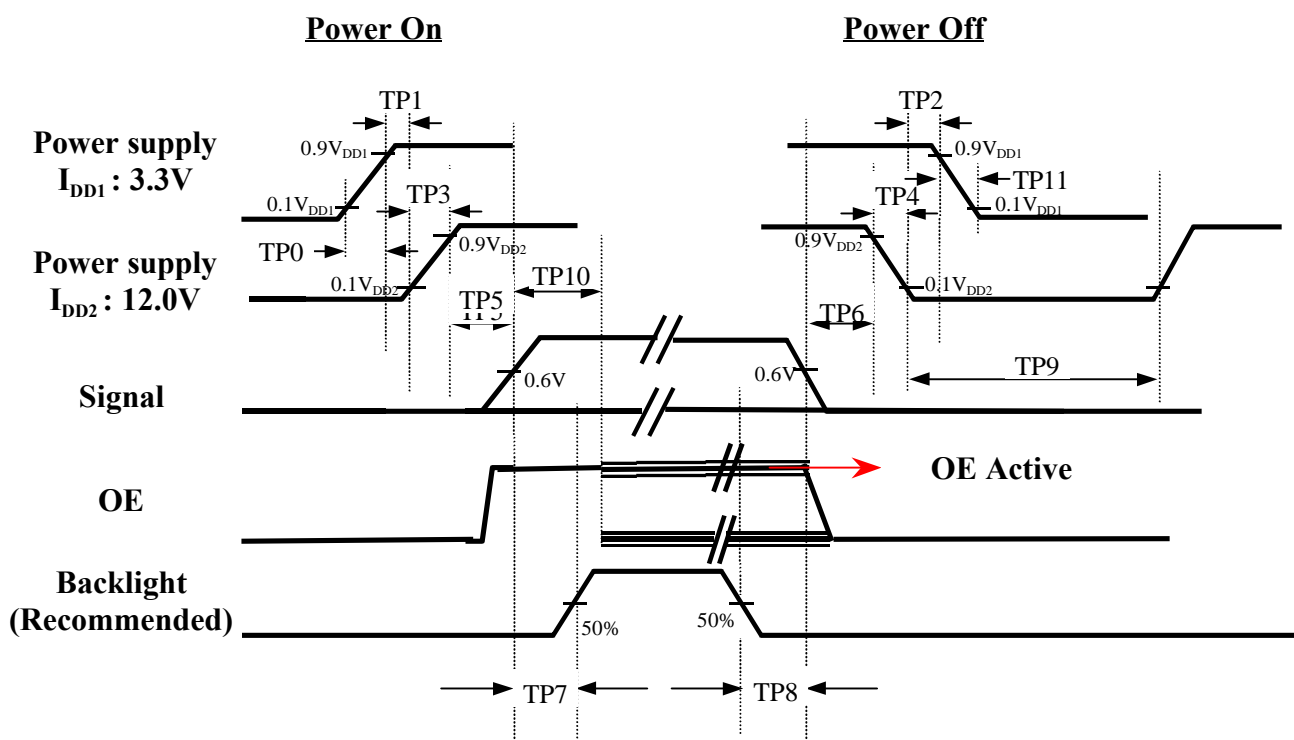 Power On
Power Off
TP1
TP2
Power supply
I_DD1 : 3.3V
0.9V_DD1
0.1V_DD1
0.9V_DD1
TP11
0.1V_DD1
TP3
TP4
TP0
Power supply
I_DD2 : 12.0V
0.9V_DD2
0.1V_DD2
TP10
0.9V_DD2
0.1V_DD2
TP5
TP6
TP9
Signal
0.6V
0.6V
OE
OE Active
Backlight
(Recommended)
50%
50%
TP7
TP8